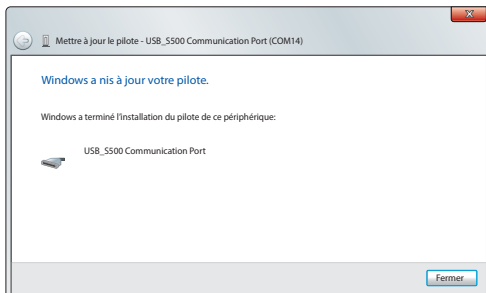 Mettre à jour le pilote - USB_S500 Communication Port (COM14)
Windows a nis à jour votre pilote.
Windows a terminé l'installation du pilote de ce périphérique:
USB_S500 Communication Port
Fermer